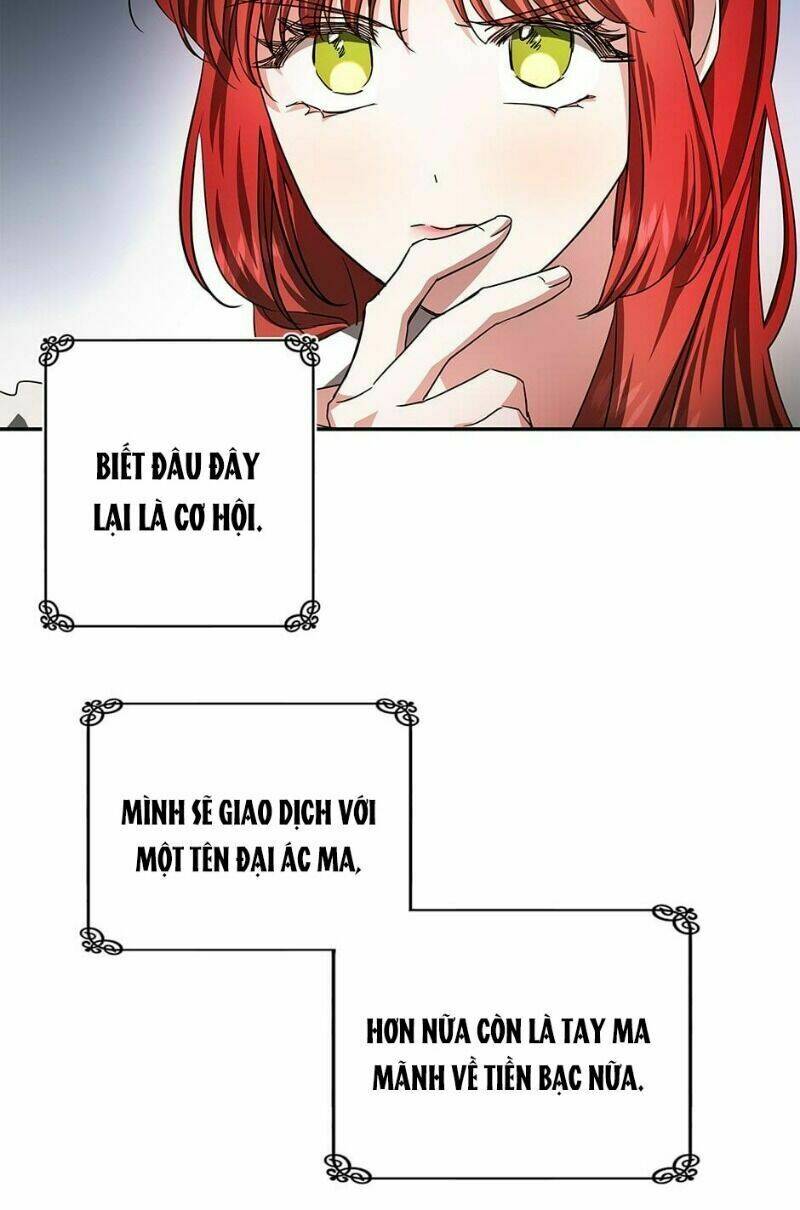 BIẾT ĐÂU ĐÂY
LẠI LÀ CƠ HỘI.
MÌNH SẼ GIAO DỊCH VỚI
MỘT TÊN ĐẠI ÁC MA,
HƠN NỮA CÒN LÀ TAY MA
MÃNH VỀ TIỀN BẠC NỮA.